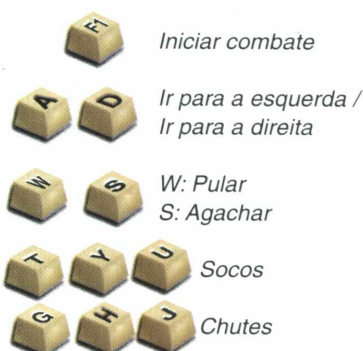 F1 Iniciar combate
A D Ir para a esquerda /
Ir para a direita
W S W: Pular
S: Agachar
T Y U Socos
G H J Chutes